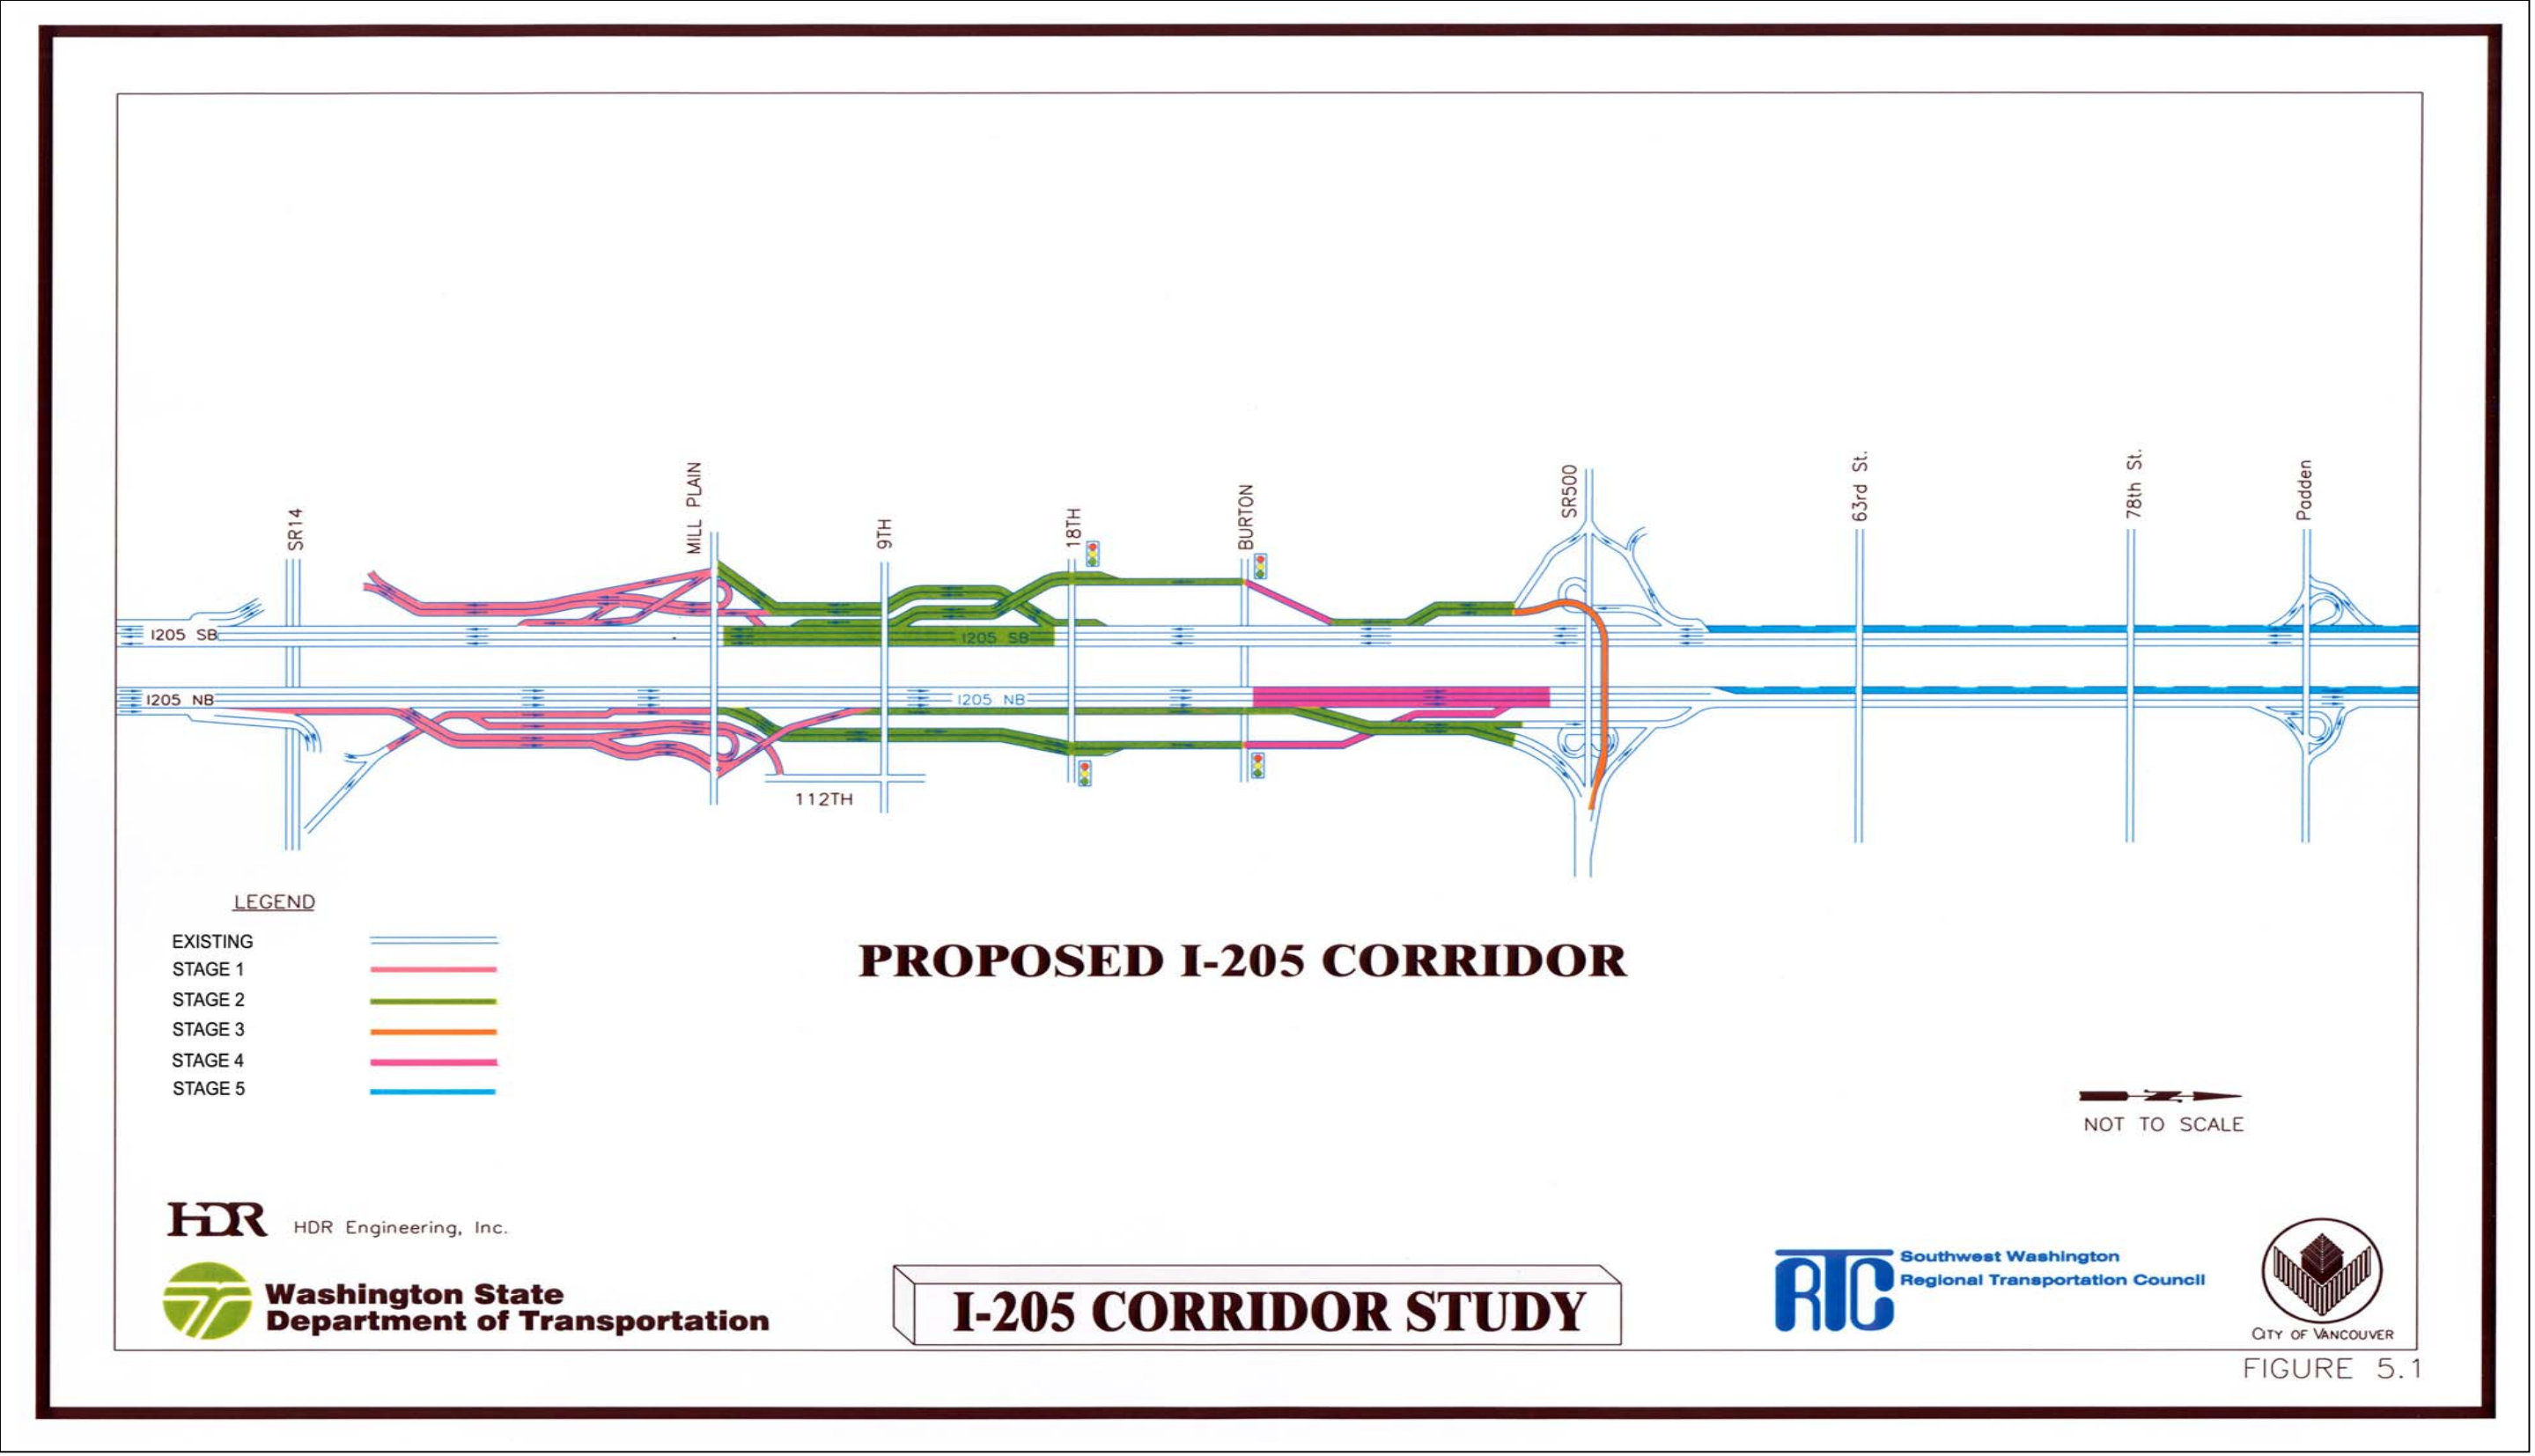 SR14
MILL PLAIN
9TH
18TH
BURTON
SR500
63rd St.
78th St.
Padden
I205 SB
I205 SB
I205 NB
I205 NB
112TH
LEGEND
EXISTING
STAGE 1
STAGE 2
STAGE 3
STAGE 4
STAGE 5
PROPOSED I-205 CORRIDOR
NOT TO SCALE
HDR HDR Engineering, Inc.
Washington State
Department of Transportation
I-205 CORRIDOR STUDY
RTC
Southwest Washington
Regional Transportation Council
CITY OF VANCOUVER
FIGURE 5.1